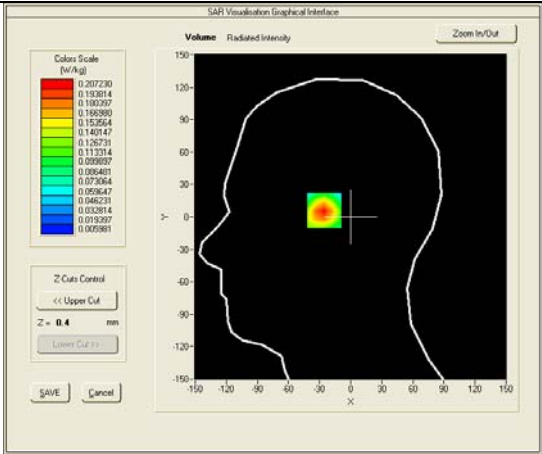 SAR Visualisation Graphical Interface
Volume Radiated Intensity
Zoom In/Out
Colors Scale
(W/kg)
0.207230
0.193814
0.180397
0.166980
0.153564
0.140147
0.126731
0.113314
0.099897
0.086481
0.073064
0.059647
0.046231
0.032814
0.019397
0.005981
Z-Cuts Control
<< Upper Cut
Z = 0.4 mm
Lower Cut >>
SAVE Cancel
150
120
90
60
30
0
-30
-60
-90
-120
-150
Y
-150 -120 -90 -60 -30 0 30 60 90 120 150
X